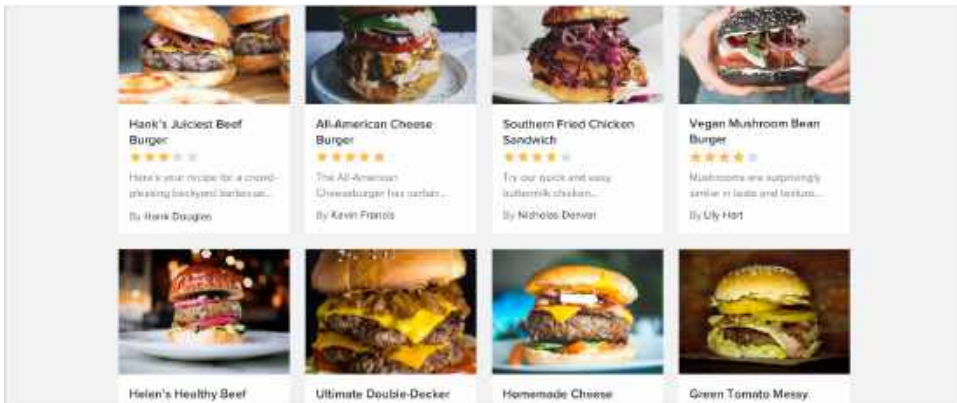 Hank's Juiciest Beef
Burger
Here's your recipe for a crowd-
pleasing backyard barbecue...
By Hank Douglas
All-American Cheese
Burger
The All-American
Cheeseburger has certain...
By Kevin Francis
Southern Fried Chicken
Sandwich
Try our quick and easy
buttermilk chicken...
By Nicholas Denver
Vegan Mushroom Bean
Burger
Mushrooms are surprisingly
similar in taste and texture...
By Lily Hart
Helen's Healthy Beef
Ultimate Double-Decker
Homemade Cheese
Green Tomato Messy